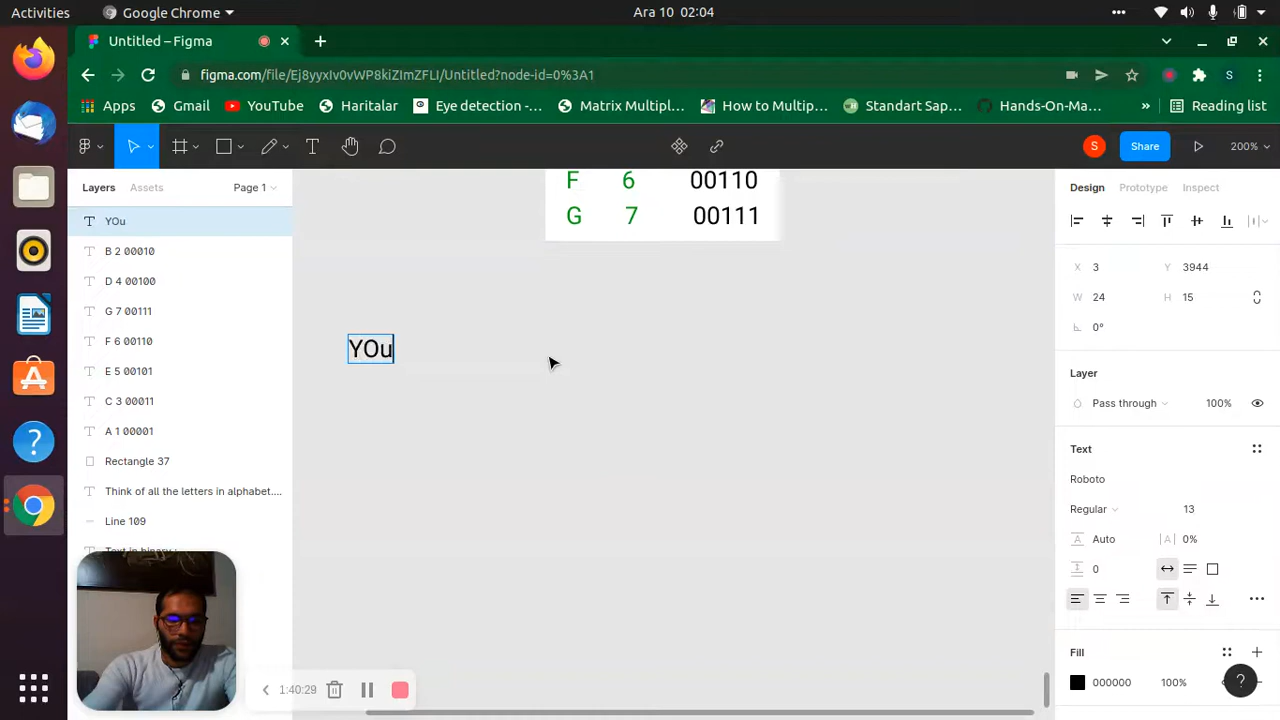 Activities
Google Chrome
Ara 10 02:04
Untitled – Figma
figma.com/file/Ej8yyxIv0vWP8kiZImZFLI/Untitled?node-id=0%3A1
S
Apps
Gmail
YouTube
Haritalar
Eye detection -...
Matrix Multipl...
How to Multip...
Standart Sap...
Hands-On-Ma...
»
Reading list
S
Share
200%
Layers
Assets
Page 1
Design
Prototype
Inspect
F 6 00110
G 7 00111
YOu
YOu
B 2 00010
D 4 00100
G 7 00111
F 6 00110
E 5 00101
C 3 00011
A 1 00001
Rectangle 37
Think of all the letters in alphabet....
Line 109
Text in binary :
X 3
Y 3944
W 24
H 15
0°
Layer
Pass through
100%
Text
Roboto
Regular
13
Auto
0%
0
Fill
000000
100%
?
1:40:29